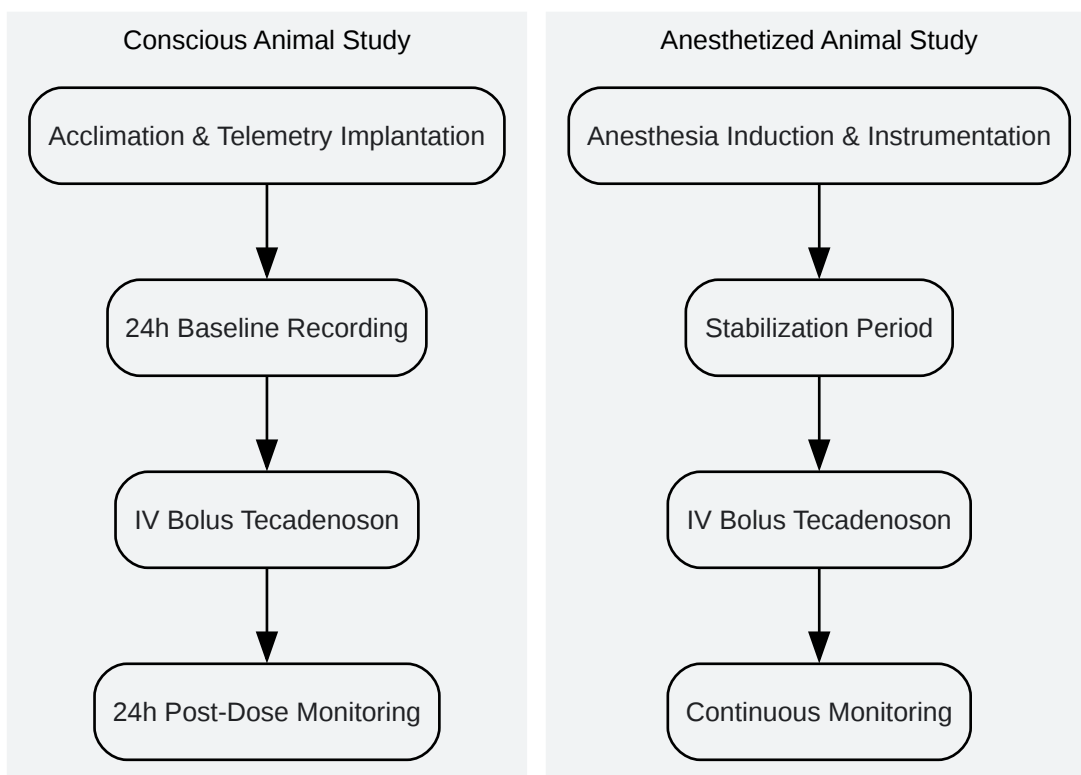 Conscious Animal Study
Acclimation & Telemetry Implantation
24h Baseline Recording
IV Bolus Tecadenoson
24h Post-Dose Monitoring
Anesthetized Animal Study
Anesthesia Induction & Instrumentation
Stabilization Period
IV Bolus Tecadenoson
Continuous Monitoring